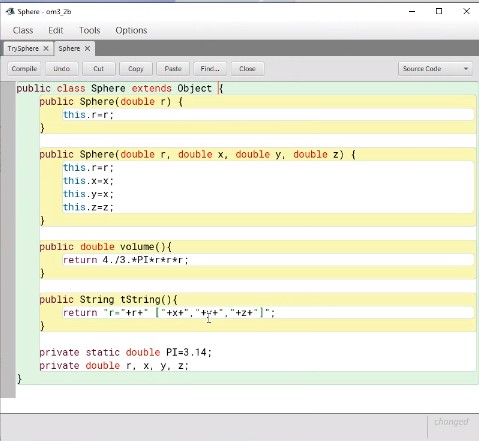 Sphere - om3_2b
Class Edit Tools Options
TrySphere Sphere
Compile Undo Cut Copy Paste Find... Close Source Code
public class Sphere extends Object {
public Sphere(double r) {
this.r=r;
}
public Sphere(double r, double x, double y, double z) {
this.r=r;
this.x=x;
this.y=x;
this.z=z;
}
public double volume(){
return 4./3.*PI*r*r*r;
}
public String tString(){
return "r="+r+" ["+x+","+y+","+z+"]";
}
private static double PI=3.14;
private double r, x, y, z;
}
changed